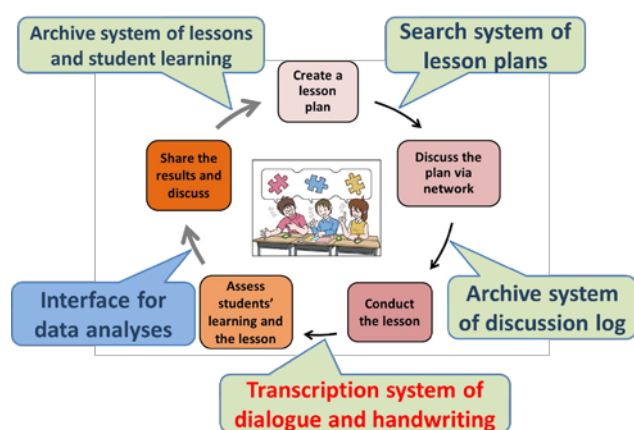 Archive system of lessons
and student learning
Search system of
lesson plans
Create a
lesson
plan
Share the
results and
discuss
Discuss the
plan via
network
Interface for
data analyses
Assess
students'
learning and
the lesson
Conduct
the lesson
Archive system
of discussion log
Transcription system of
dialogue and handwriting